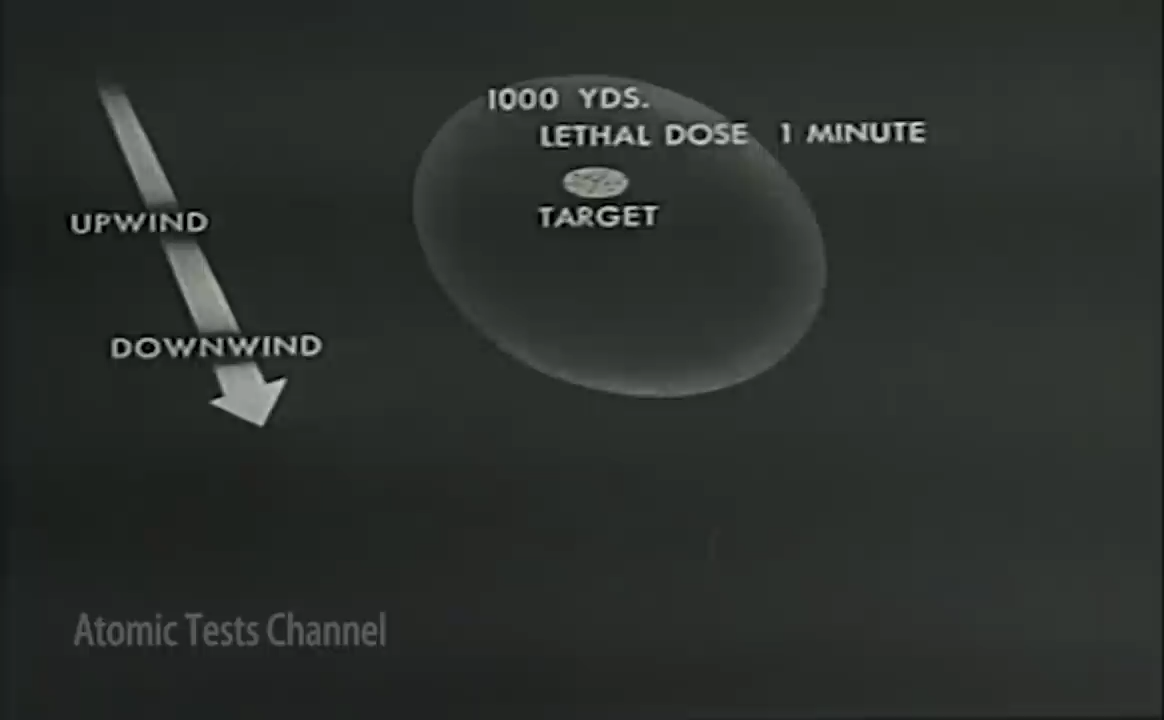 1000 YDS.
LETHAL DOSE 1 MINUTE
TARGET
UPWIND
DOWNWIND
Atomic Tests Channel